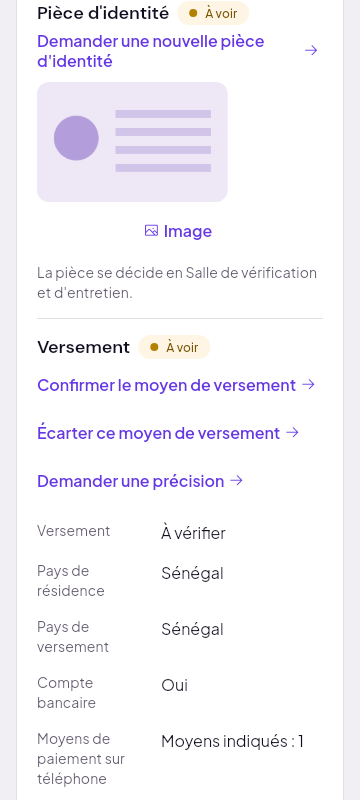 Pièce d'identité À voir
Demander une nouvelle pièce
d'identité →
Image
La pièce se décide en Salle de vérification
et d'entretien.
Versement À voir
Confirmer le moyen de versement →
Écarter ce moyen de versement →
Demander une précision →
Versement À vérifier
Pays de
résidence
Sénégal
Pays de
versement
Sénégal
Compte
bancaire
Oui
Moyens de
paiement sur
téléphone
Moyens indiqués : 1